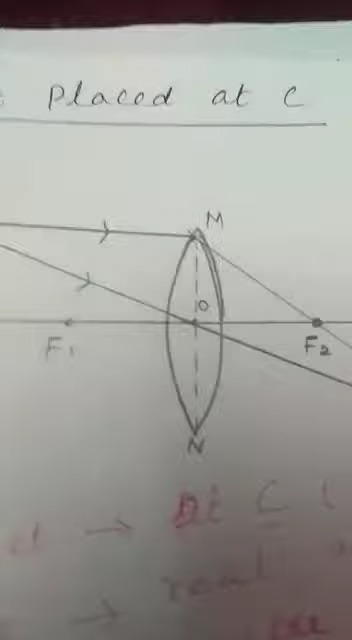 Placed at C
M
O
F1 F2
N
→ At C
→ real